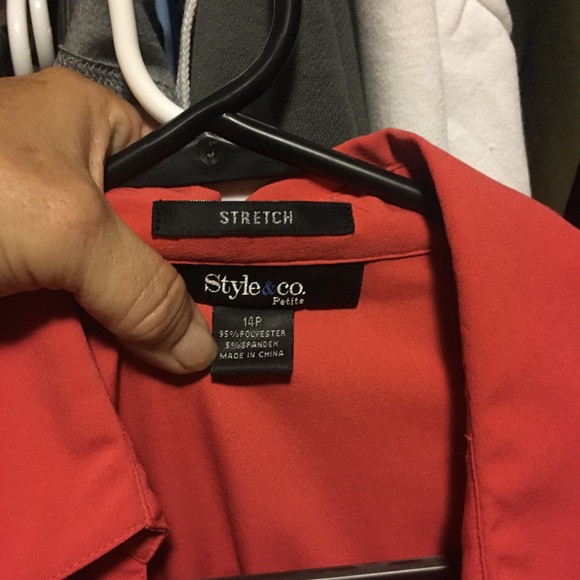 STRETCH
Style&co.
Petite
14P
95%POLYESTER
5%SPANDEX
MADE IN CHINA